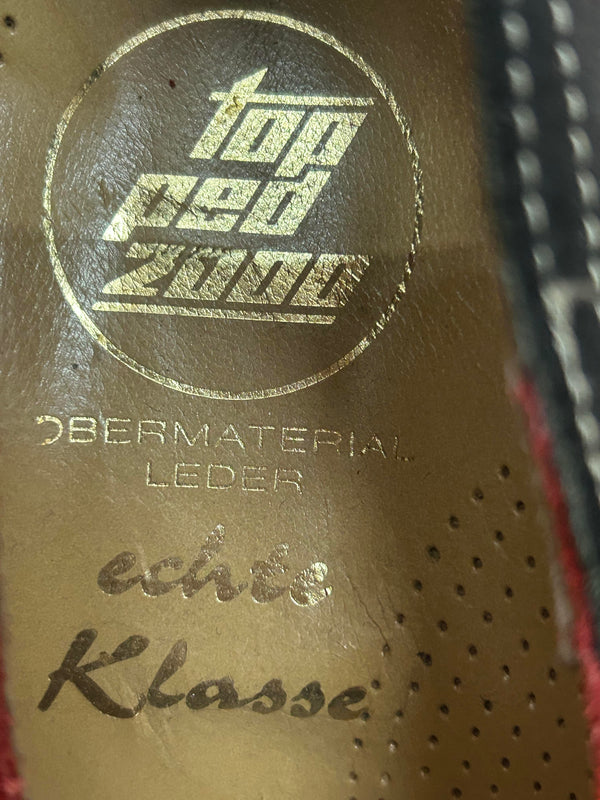 top
ped
2000
OBERMATERIAL
LEDER
echte
Klasse